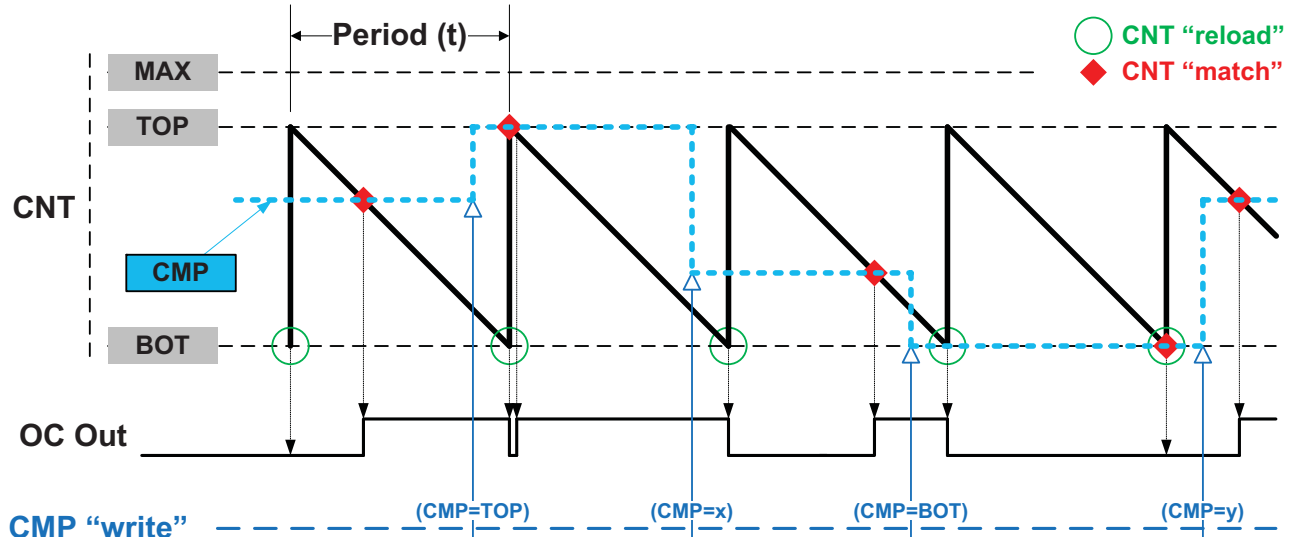 Period (t)
CNT “reload”
CNT “match”
MAX
TOP
CNT
CMP
BOT
OC Out
(CMP=TOP)
(CMP=x)
(CMP=BOT)
(CMP=y)
CMP “write”